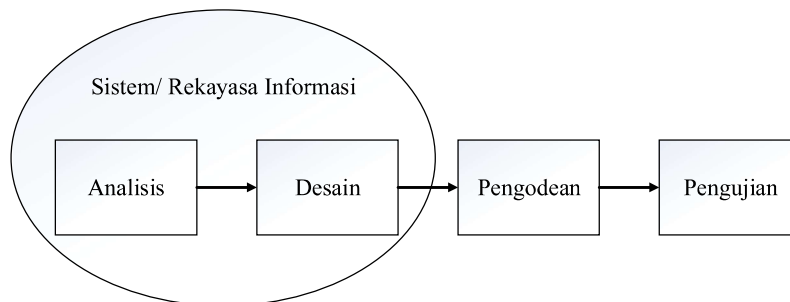 Sistem/ Rekayasa Informasi
Analisis
Desain
Pengodean
Pengujian